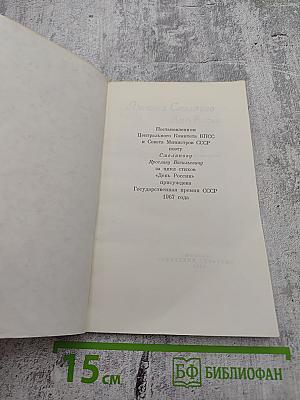 Постановлением
Центрального Комитета КПСС
и Совета Министров СССР
поэту
Смелякову
Ярославу Васильевичу
за цикл стихов
«День России»
присуждена
Государственная премия СССР
1967 года
15 см
БФ БИБЛИОФАН